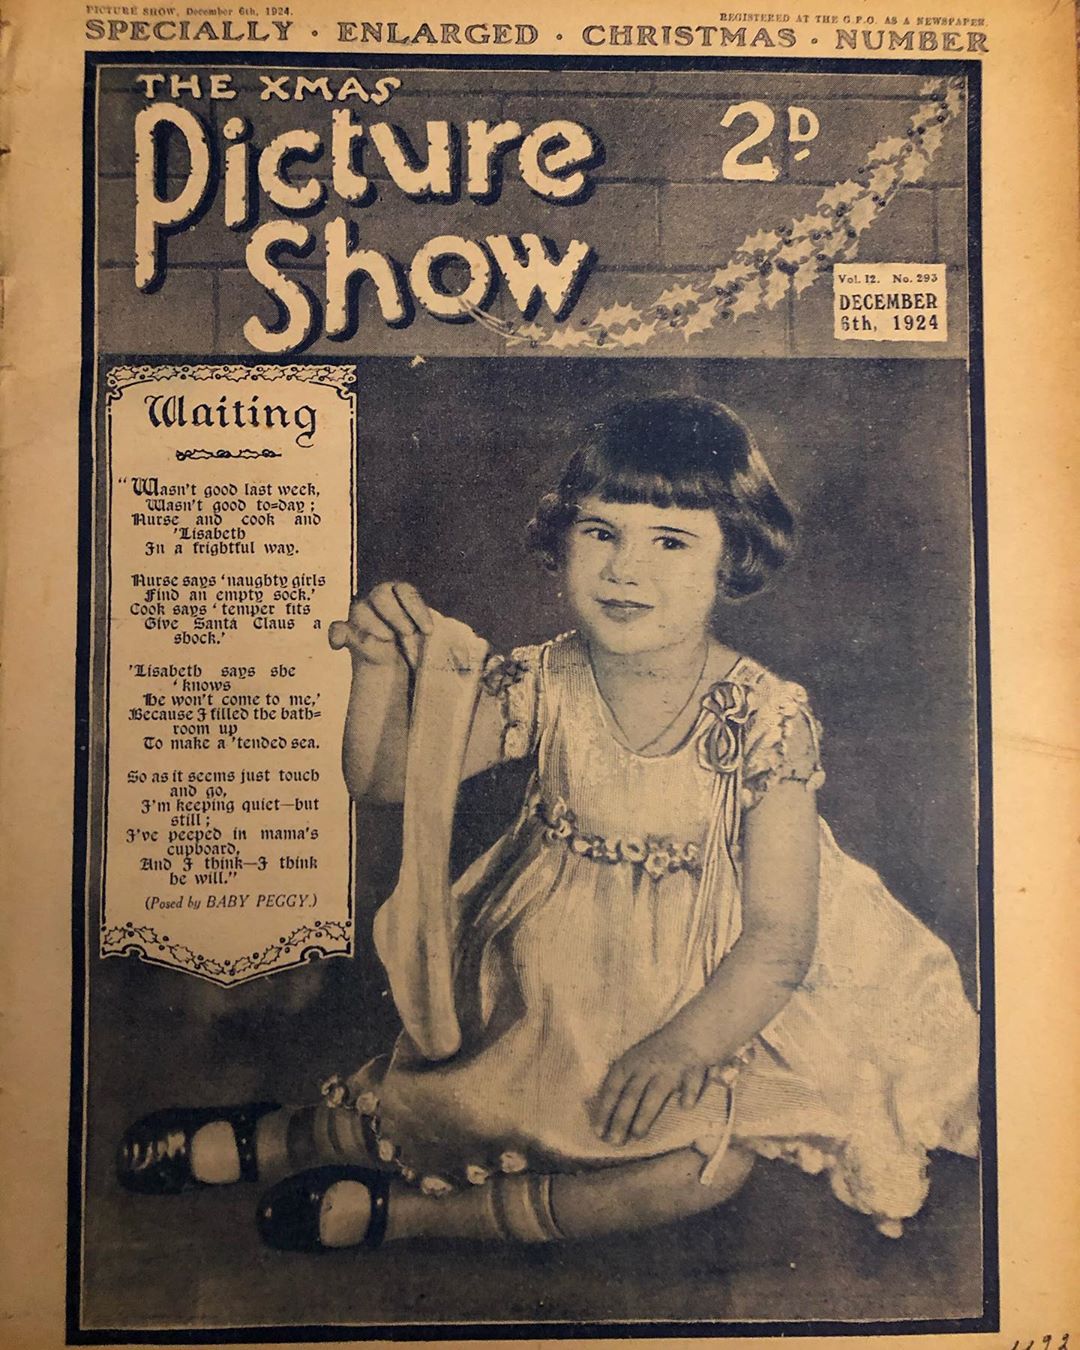 PICTURE SHOW, December 6th, 1924.
REGISTERED AT THE G.P.O. AS A NEWSPAPER.
SPECIALLY · ENLARGED · CHRISTMAS · NUMBER
THE XMAS
Picture
Show
2D.
Vol. 12. No. 293
DECEMBER
6th, 1924
Waiting
"Wasn't good last week,
Wasn't good to=day;
Nurse and cook and
'Lisabeth
In a frightful way.
Nurse says 'naughty girls
Find an empty sock.'
Cook says 'temper fits
Give Santa Claus a
shock.'
'Lisabeth says she
'knows
He won't come to me,'
Because I filled the bath=
room up
To make a 'tended sea.
So as it seems just touch
and go,
I'm keeping quiet—but
still;
I've peeped in mama's
cupboard,
And I think—I think
he will."
(Posed by BABY PEGGY.)